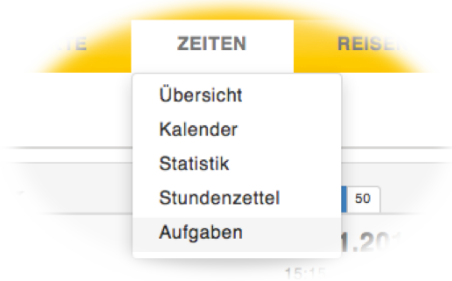 ZEITEN
Übersicht
Kalender
Statistik
Stundenzettel
50
Aufgaben